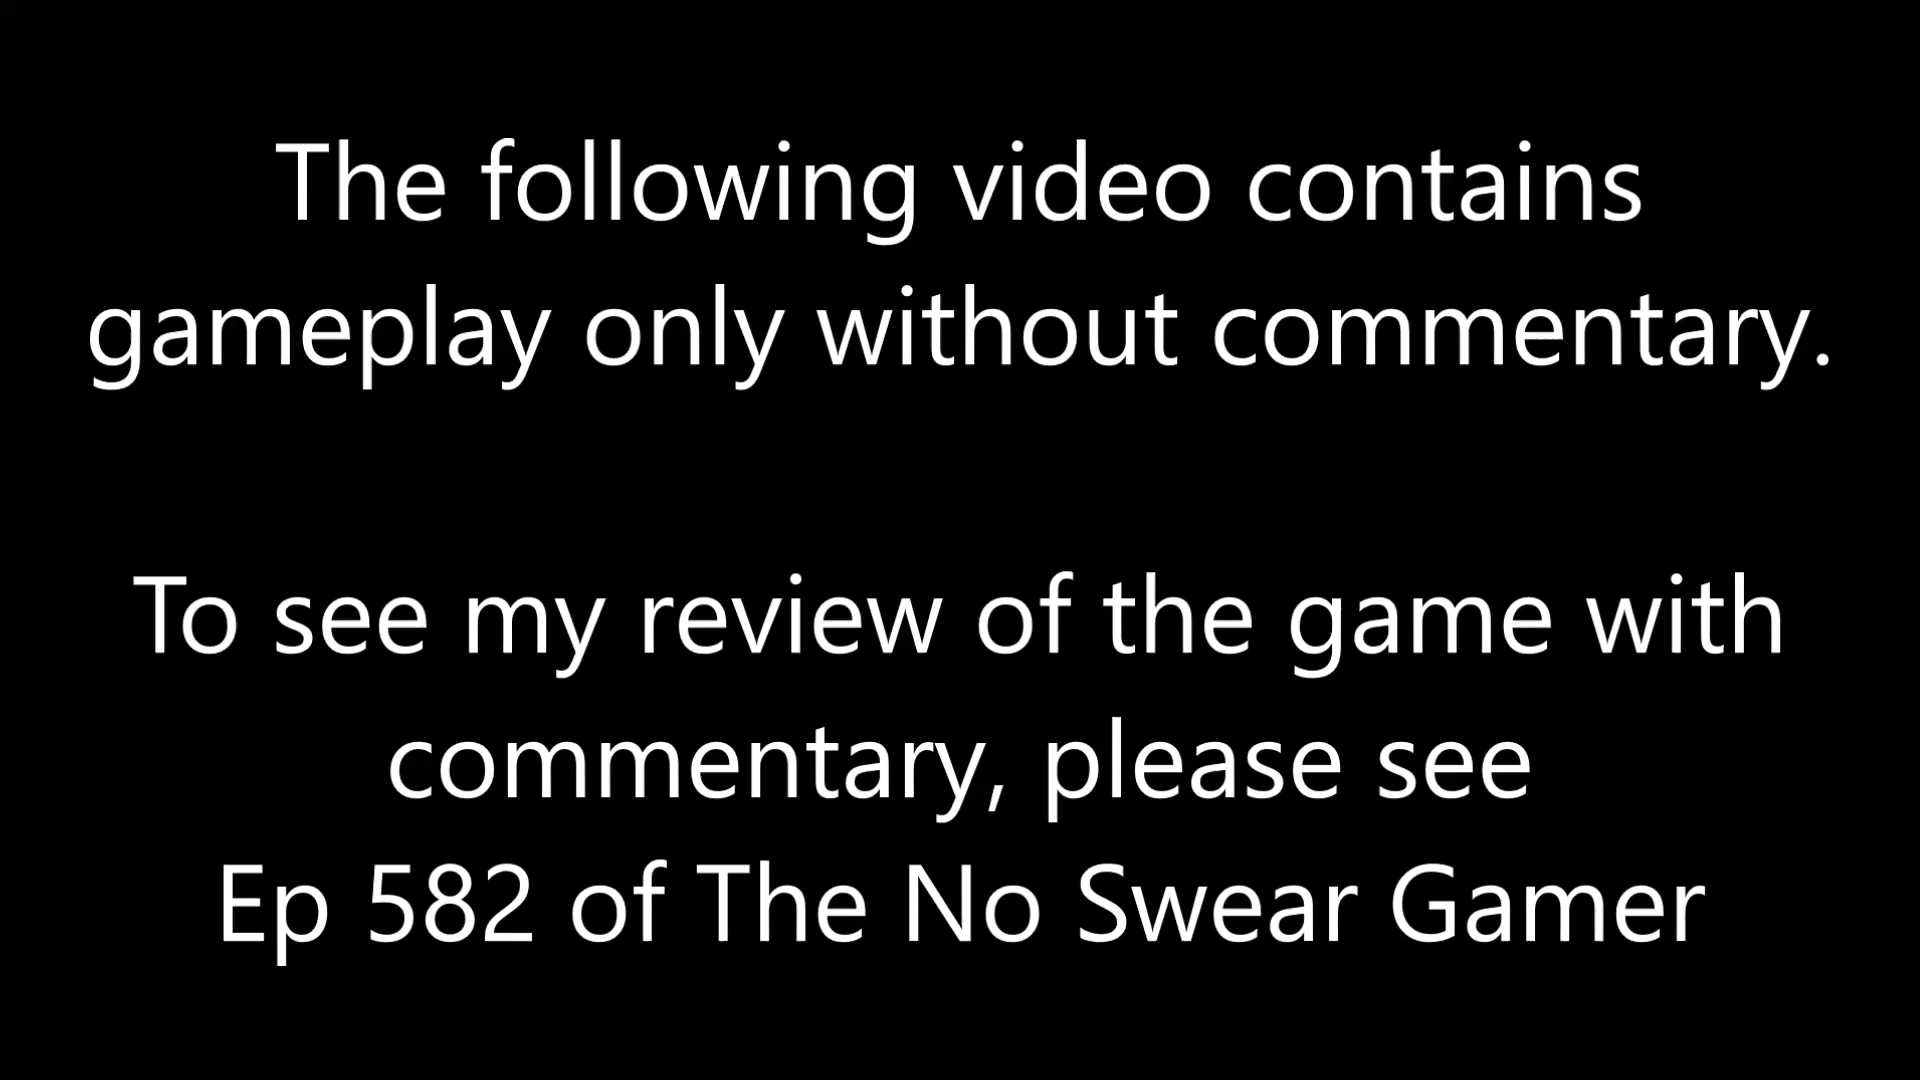 The following video contains
gameplay only without commentary.
To see my review of the game with
commentary, please see
Ep 582 of The No Swear Gamer